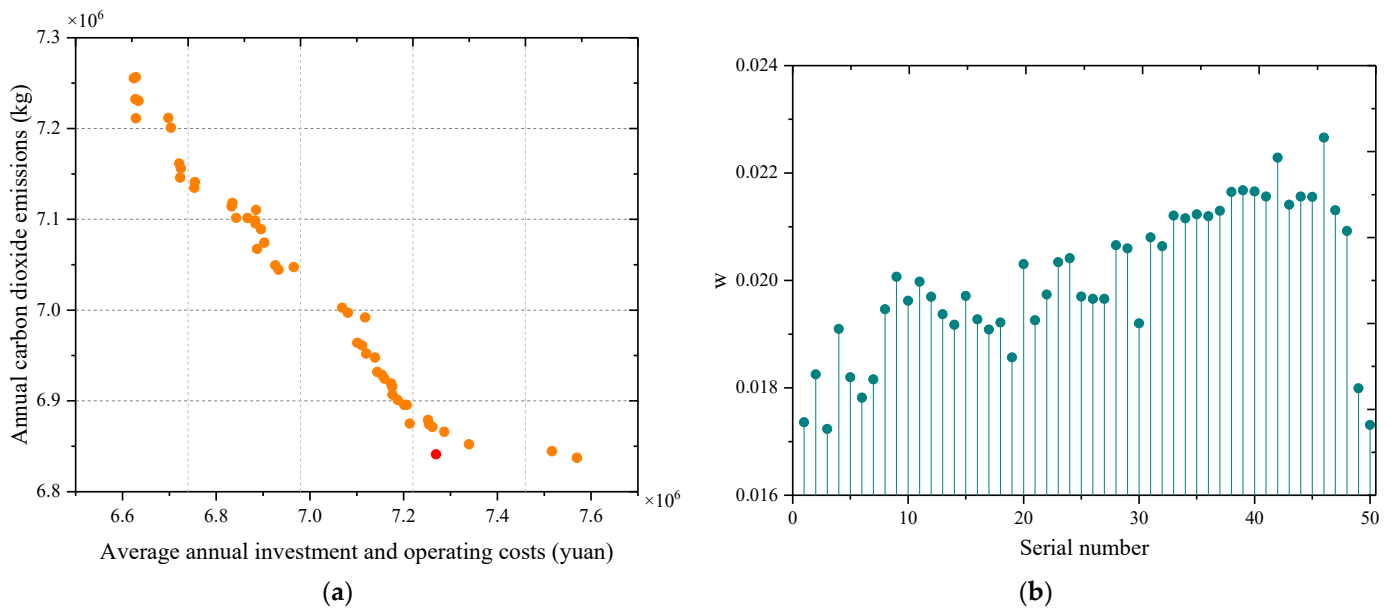 ×10⁶
7.3
7.2
7.1
7.0
6.9
6.8
Annual carbon dioxide emissions (kg)
6.6 6.8 7.0 7.2 7.4 7.6
×10⁶
Average annual investment and operating costs (yuan)
(a)
0.024
0.022
0.020
0.018
0.016
w
0 10 20 30 40 50
Serial number
(b)